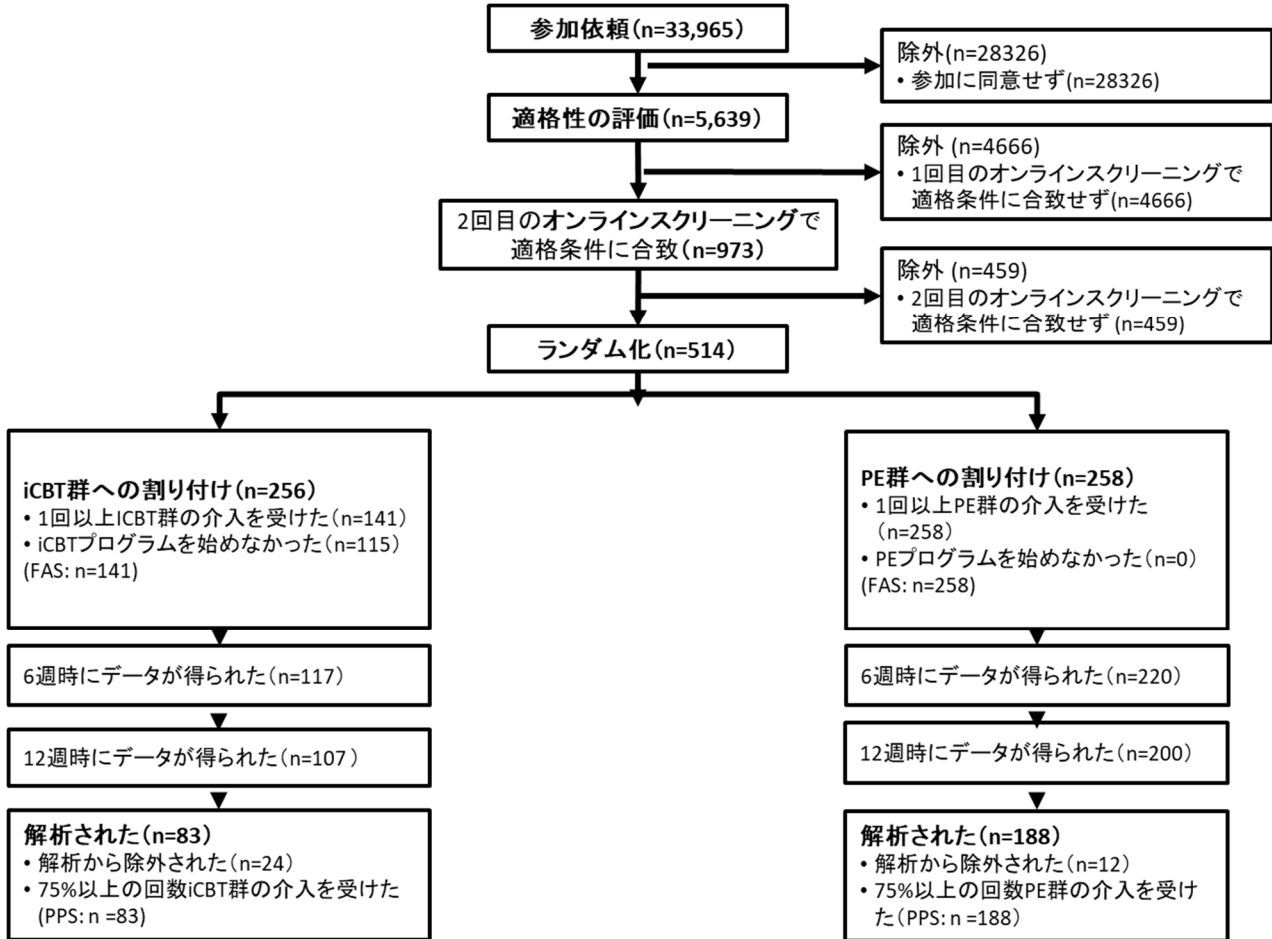 参加依頼(n=33,965)
除外(n=28326)
• 参加に同意せず(n=28326)
適格性の評価(n=5,639)
除外 (n=4666)
• 1回目のオンラインスクリーニングで
適格条件に合致せず(n=4666)
2回目のオンラインスクリーニングで
適格条件に合致(n=973)
除外 (n=459)
• 2回目のオンラインスクリーニングで
適格条件に合致せず (n=459)
ランダム化(n=514)
iCBT群への割り付け(n=256)
• 1回以上ICBT群の介入を受けた(n=141)
• iCBTプログラムを始めなかった(n=115)
(FAS: n=141)
PE群への割り付け(n=258)
• 1回以上PE群の介入を受けた
(n=258)
• PEプログラムを始めなかった(n=0)
(FAS: n=258)
6週時にデータが得られた(n=117)
6週時にデータが得られた(n=220)
12週時にデータが得られた(n=107)
12週時にデータが得られた(n=200)
解析された(n=83)
• 解析から除外された(n=24)
• 75%以上の回数iCBT群の介入を受けた
(PPS: n =83)
解析された(n=188)
• 解析から除外された(n=12)
• 75%以上の回数PE群の介入を受け
た(PPS: n =188)